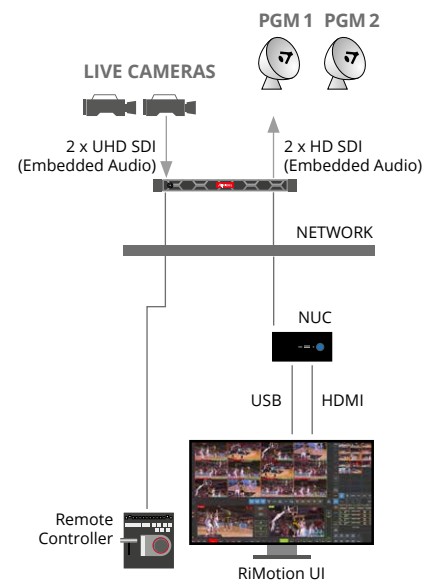 PGM 1 PGM 2
LIVE CAMERAS
2 x UHD SDI
(Embedded Audio)
2 x HD SDI
(Embedded Audio)
NETWORK
NUC
USB
HDMI
Remote
Controller
RiMotion UI